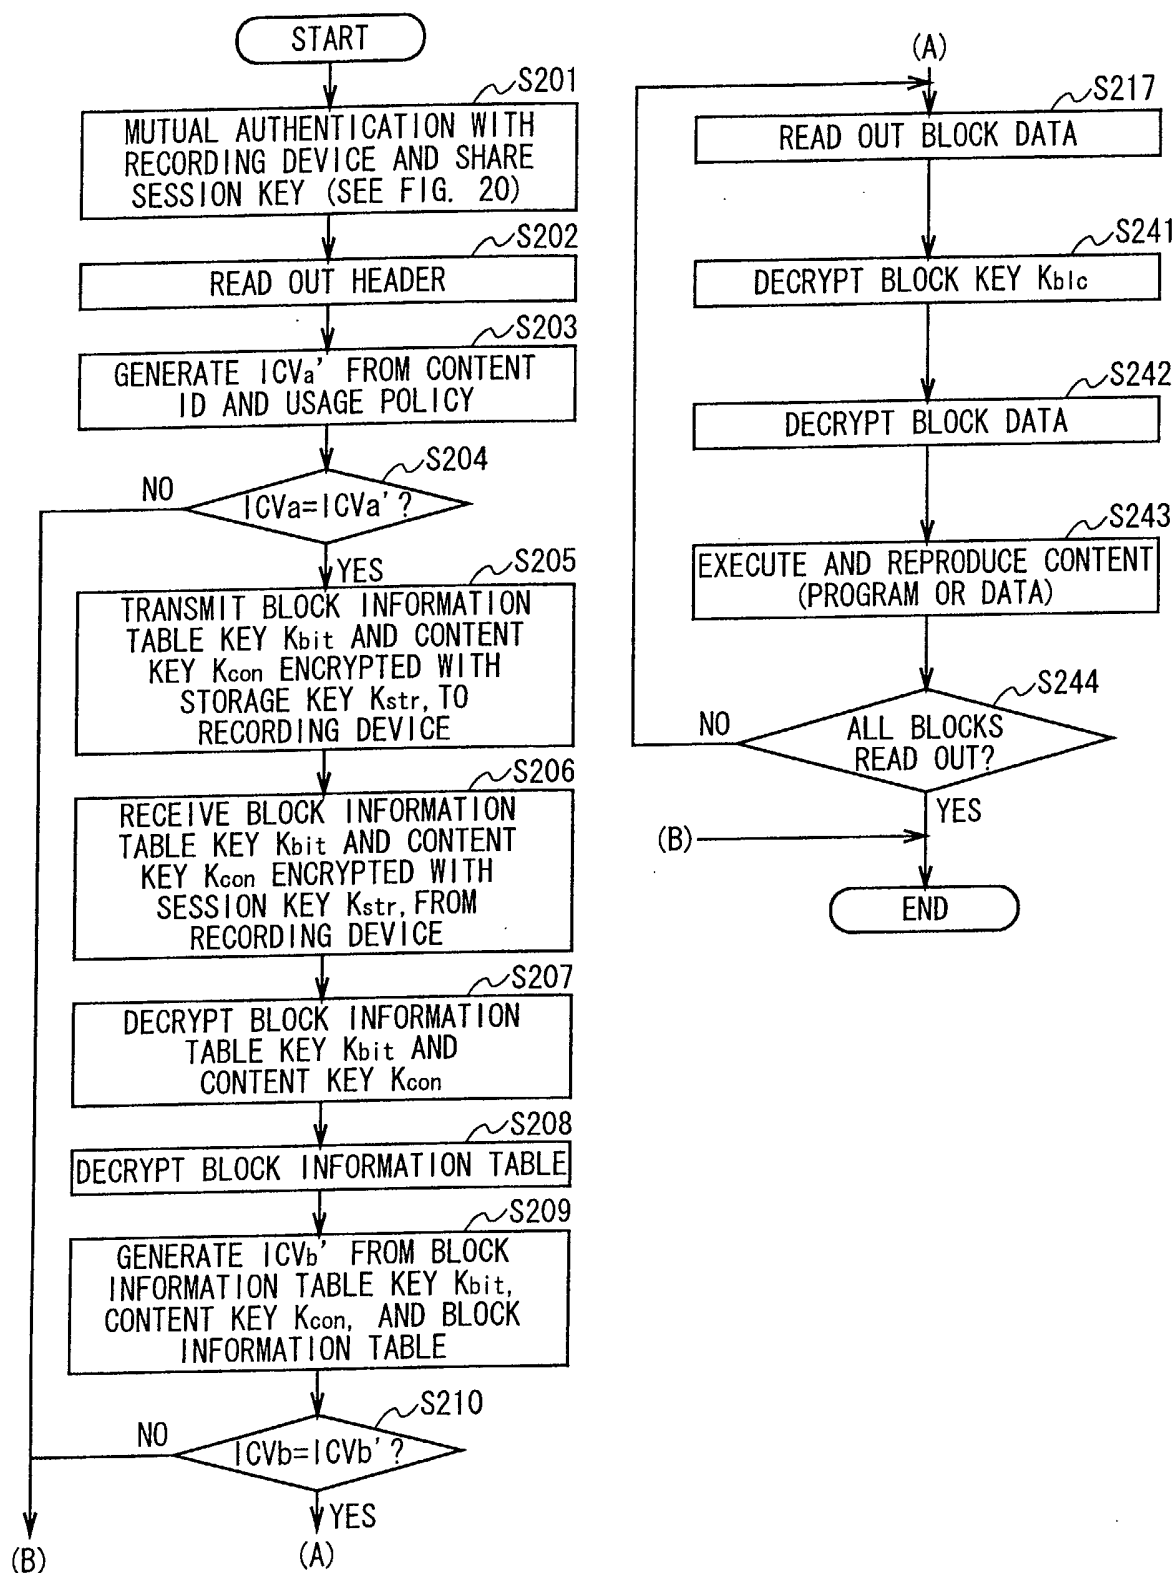 START
S201
MUTUAL AUTHENTICATION WITH
RECORDING DEVICE AND SHARE
SESSION KEY (SEE FIG. 20)
S202
READ OUT HEADER
S203
GENERATE ICVa' FROM CONTENT
ID AND USAGE POLICY
S204
NO
ICVa=ICVa'?
YES
S205
TRANSMIT BLOCK INFORMATION
TABLE KEY Kbit AND CONTENT
KEY Kcon ENCRYPTED WITH
STORAGE KEY Kstr, TO
RECORDING DEVICE
S206
RECEIVE BLOCK INFORMATION
TABLE KEY Kbit AND CONTENT
KEY Kcon ENCRYPTED WITH
SESSION KEY Kstr, FROM
RECORDING DEVICE
S207
DECRYPT BLOCK INFORMATION
TABLE KEY Kbit AND
CONTENT KEY Kcon
S208
DECRYPT BLOCK INFORMATION TABLE
S209
GENERATE ICVb' FROM BLOCK
INFORMATION TABLE KEY Kbit,
CONTENT KEY Kcon, AND BLOCK
INFORMATION TABLE
S210
NO
ICVb=ICVb'?
YES
(B)
(A)
(A)
S217
READ OUT BLOCK DATA
S241
DECRYPT BLOCK KEY Kblc
S242
DECRYPT BLOCK DATA
S243
EXECUTE AND REPRODUCE CONTENT
(PROGRAM OR DATA)
S244
NO
ALL BLOCKS
READ OUT?
YES
(B)
END